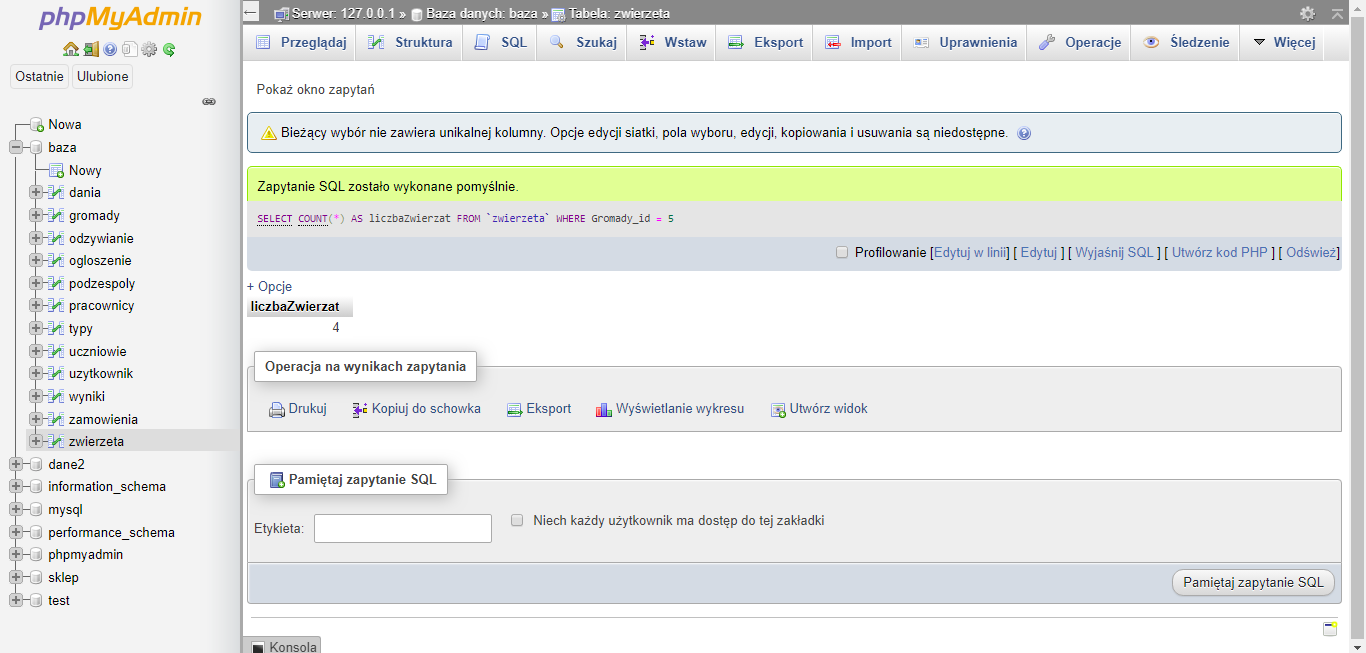 phpMyAdmin
Ostatnie Ulubione
Nowa
baza
Nowy
dania
gromady
odzywianie
ogloszenie
podzespoly
pracownicy
typy
uczniowie
uzytkownik
wyniki
zamowienia
zwierzeta
dane2
information_schema
mysql
performance_schema
phpmyadmin
sklep
test
Serwer: 127.0.0.1 » Baza danych: baza » Tabela: zwierzeta
Przeglądaj Struktura SQL Szukaj Wstaw Eksport Import Uprawnienia Operacje Śledzenie Więcej
Pokaż okno zapytań
Bieżący wybór nie zawiera unikalnej kolumny. Opcje edycji siatki, pola wyboru, edycji, kopiowania i usuwania są niedostępne.
Zapytanie SQL zostało wykonane pomyślnie.
SELECT COUNT(*) AS liczbaZwierzat FROM `zwierzeta` WHERE Gromady_id = 5
Profilowanie [Edytuj w linii] [ Edytuj ] [ Wyjaśnij SQL ] [ Utwórz kod PHP ] [ Odśwież]
+ Opcje
liczbaZwierzat
4
Operacja na wynikach zapytania
Drukuj Kopiuj do schowka Eksport Wyświetlanie wykresu Utwórz widok
Pamiętaj zapytanie SQL
Etykieta: Niech każdy użytkownik ma dostęp do tej zakładki
Pamiętaj zapytanie SQL
Konsola